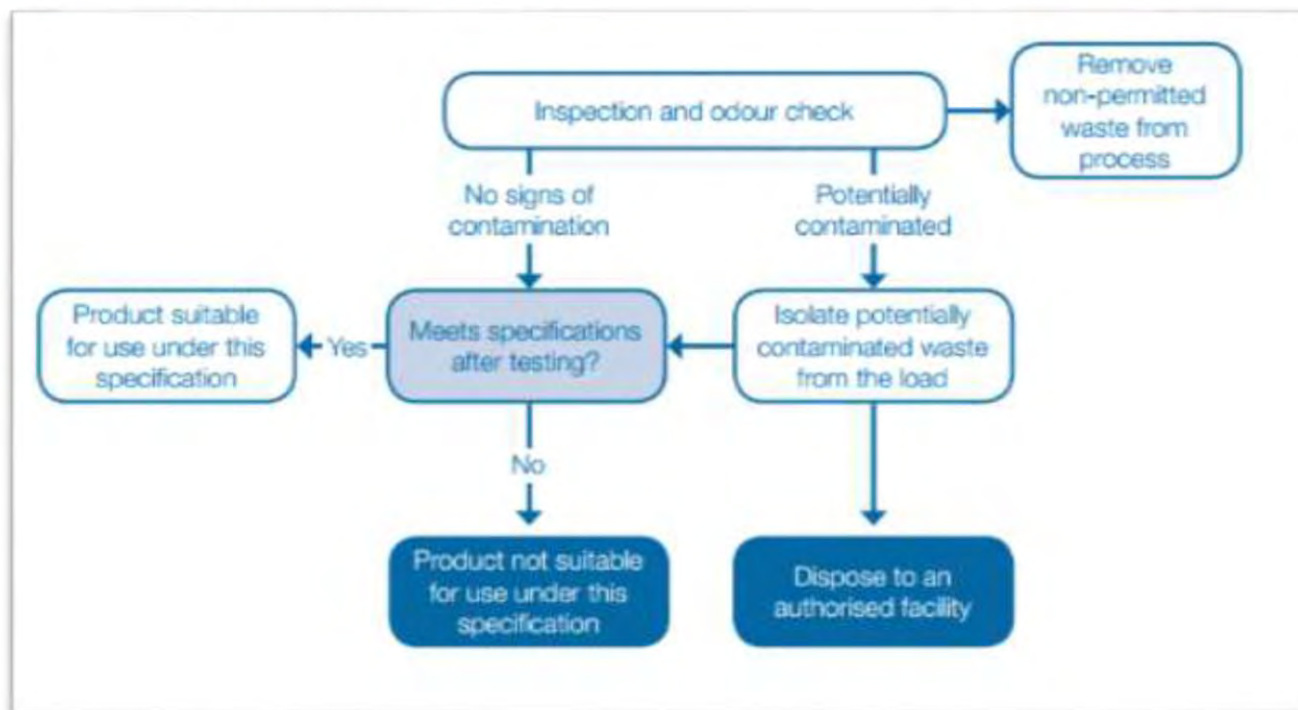 Inspection and odour check
Remove
non-permitted
waste from
process
No signs of
contamination
Potentially
contaminated
Product suitable
for use under this
specification
Yes
Meets specifications
after testing?
Isolate potentially
contaminated waste
from the load
No
Product not suitable
for use under this
specification
Dispose to an
authorised facility